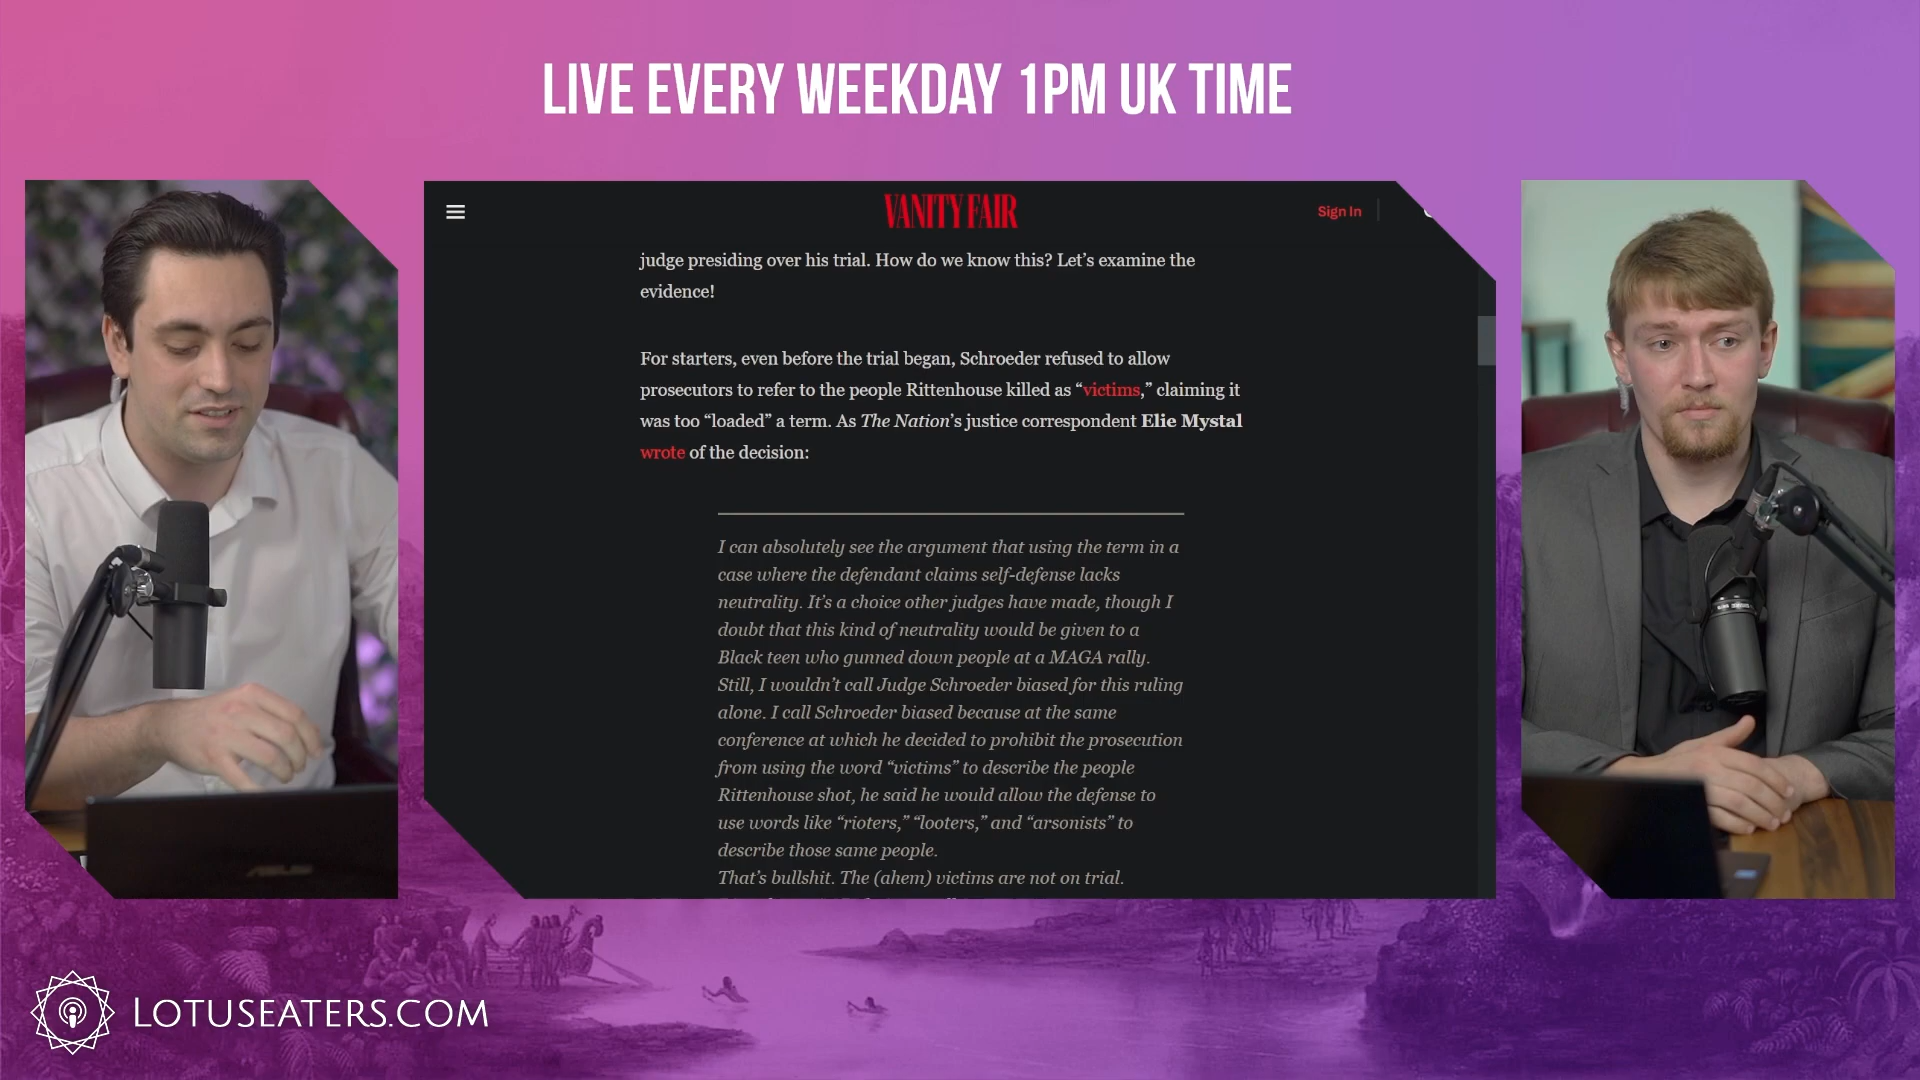 LIVE EVERY WEEKDAY 1PM UK TIME
VANITY FAIR
Sign In
judge presiding over his trial. How do we know this? Let’s examine the
evidence!
For starters, even before the trial began, Schroeder refused to allow
prosecutors to refer to the people Rittenhouse killed as “victims,” claiming it
was too “loaded” a term. As The Nation’s justice correspondent Elie Mystal
wrote of the decision:
I can absolutely see the argument that using the term in a
case where the defendant claims self-defense lacks
neutrality. It’s a choice other judges have made, though I
doubt that this kind of neutrality would be given to a
Black teen who gunned down people at a MAGA rally.
Still, I wouldn’t call Judge Schroeder biased for this ruling
alone. I call Schroeder biased because at the same
conference at which he decided to prohibit the prosecution
from using the word “victims” to describe the people
Rittenhouse shot, he said he would allow the defense to
use words like “rioters,” “looters,” and “arsonists” to
describe those same people.
That’s bullshit. The (ahem) victims are not on trial.
ASUS
LOTUSEATERS.COM